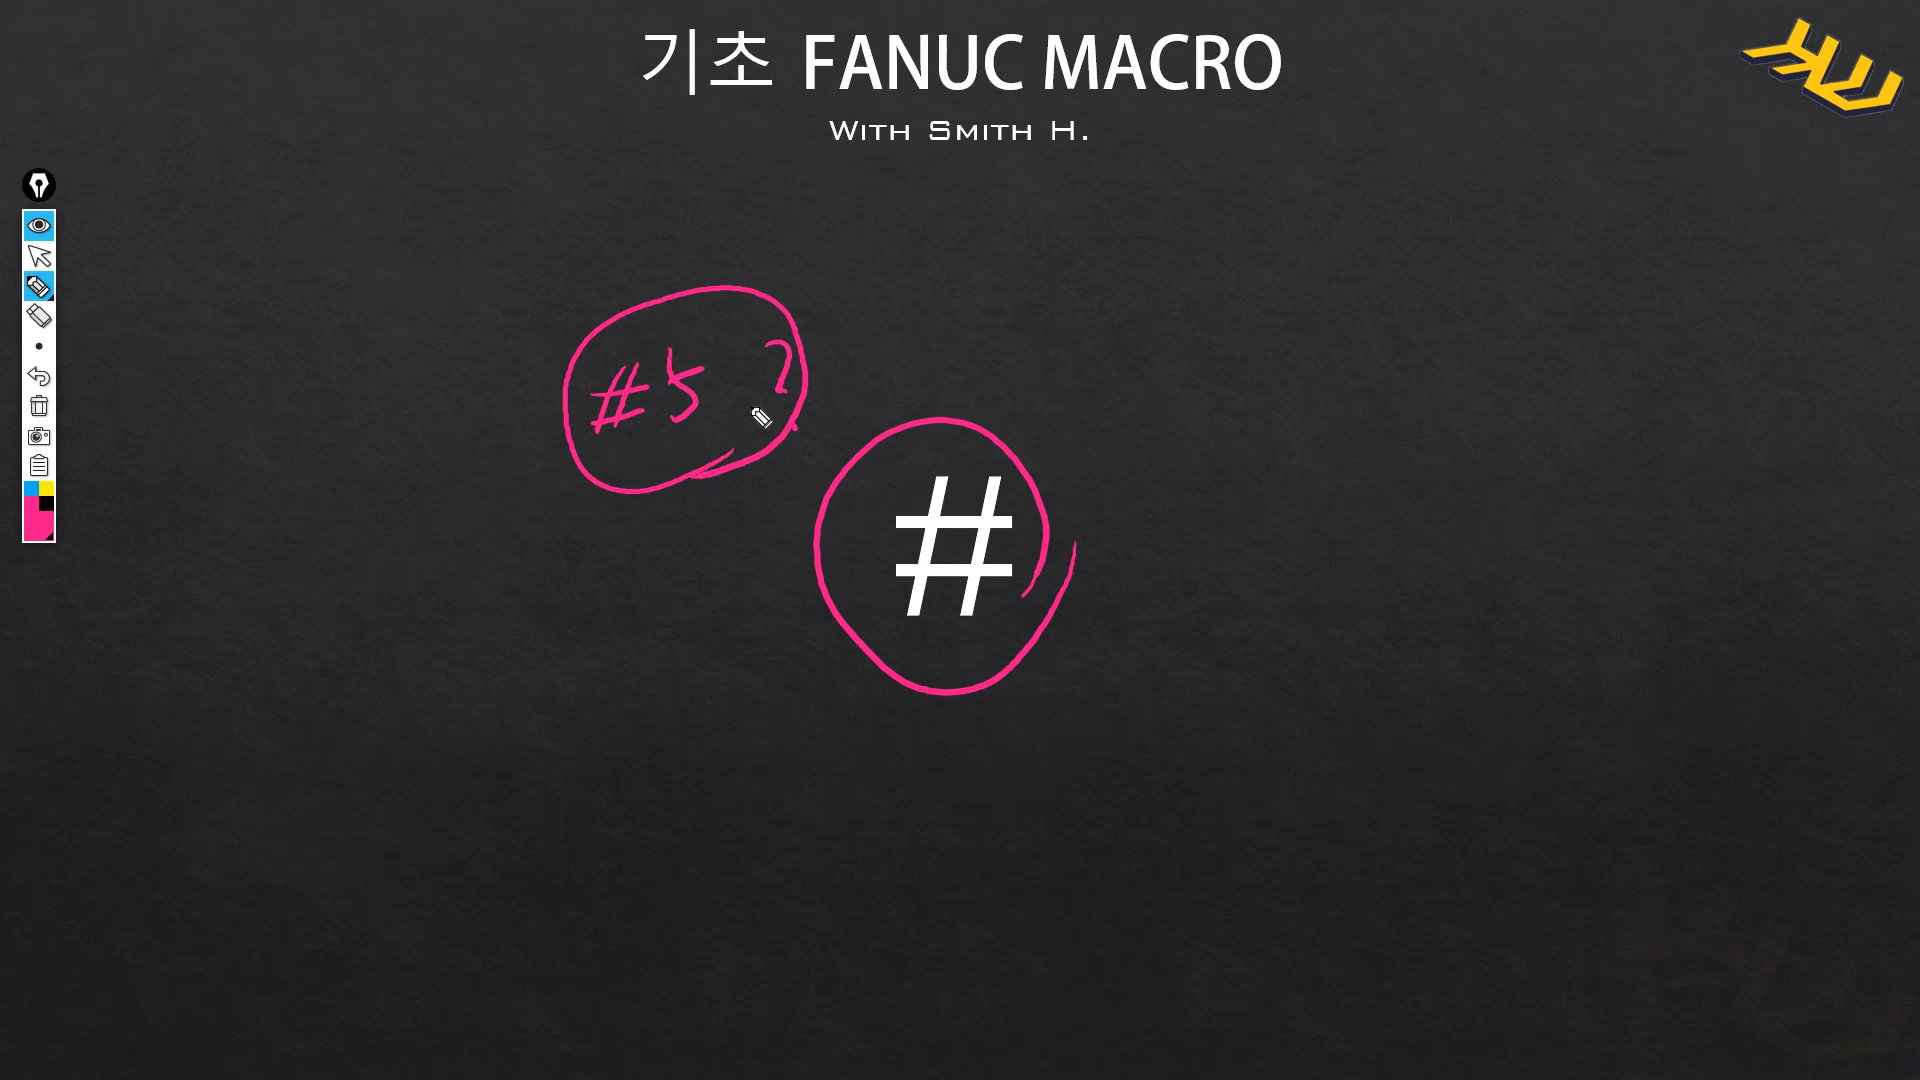 기초 FANUC MACRO
With Smith H.
#5 ?
#